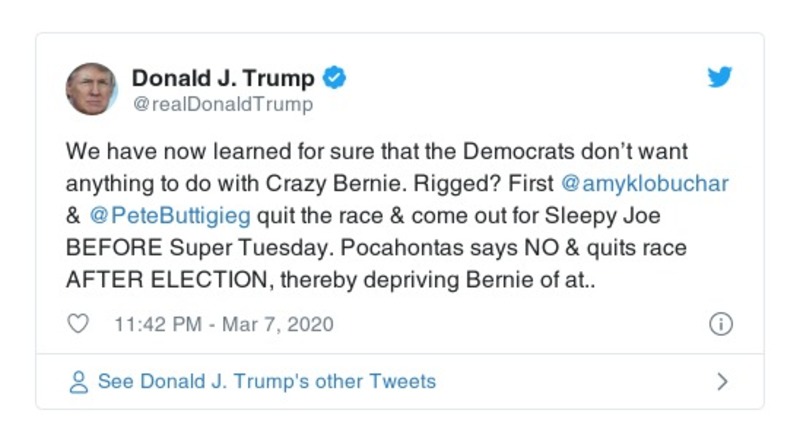 Donald J. Trump
@realDonaldTrump
We have now learned for sure that the Democrats don’t want
anything to do with Crazy Bernie. Rigged? First @amyklobuchar
& @PeteButtigieg quit the race & come out for Sleepy Joe
BEFORE Super Tuesday. Pocahontas says NO & quits race
AFTER ELECTION, thereby depriving Bernie of at..
11:42 PM - Mar 7, 2020
See Donald J. Trump's other Tweets